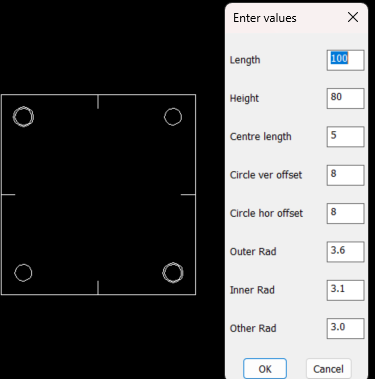 Enter values
Length 100
Height 80
Centre length 5
Circle ver offset 8
Circle hor offset 8
Outer Rad 3.6
Inner Rad 3.1
Other Rad 3.0
OK Cancel